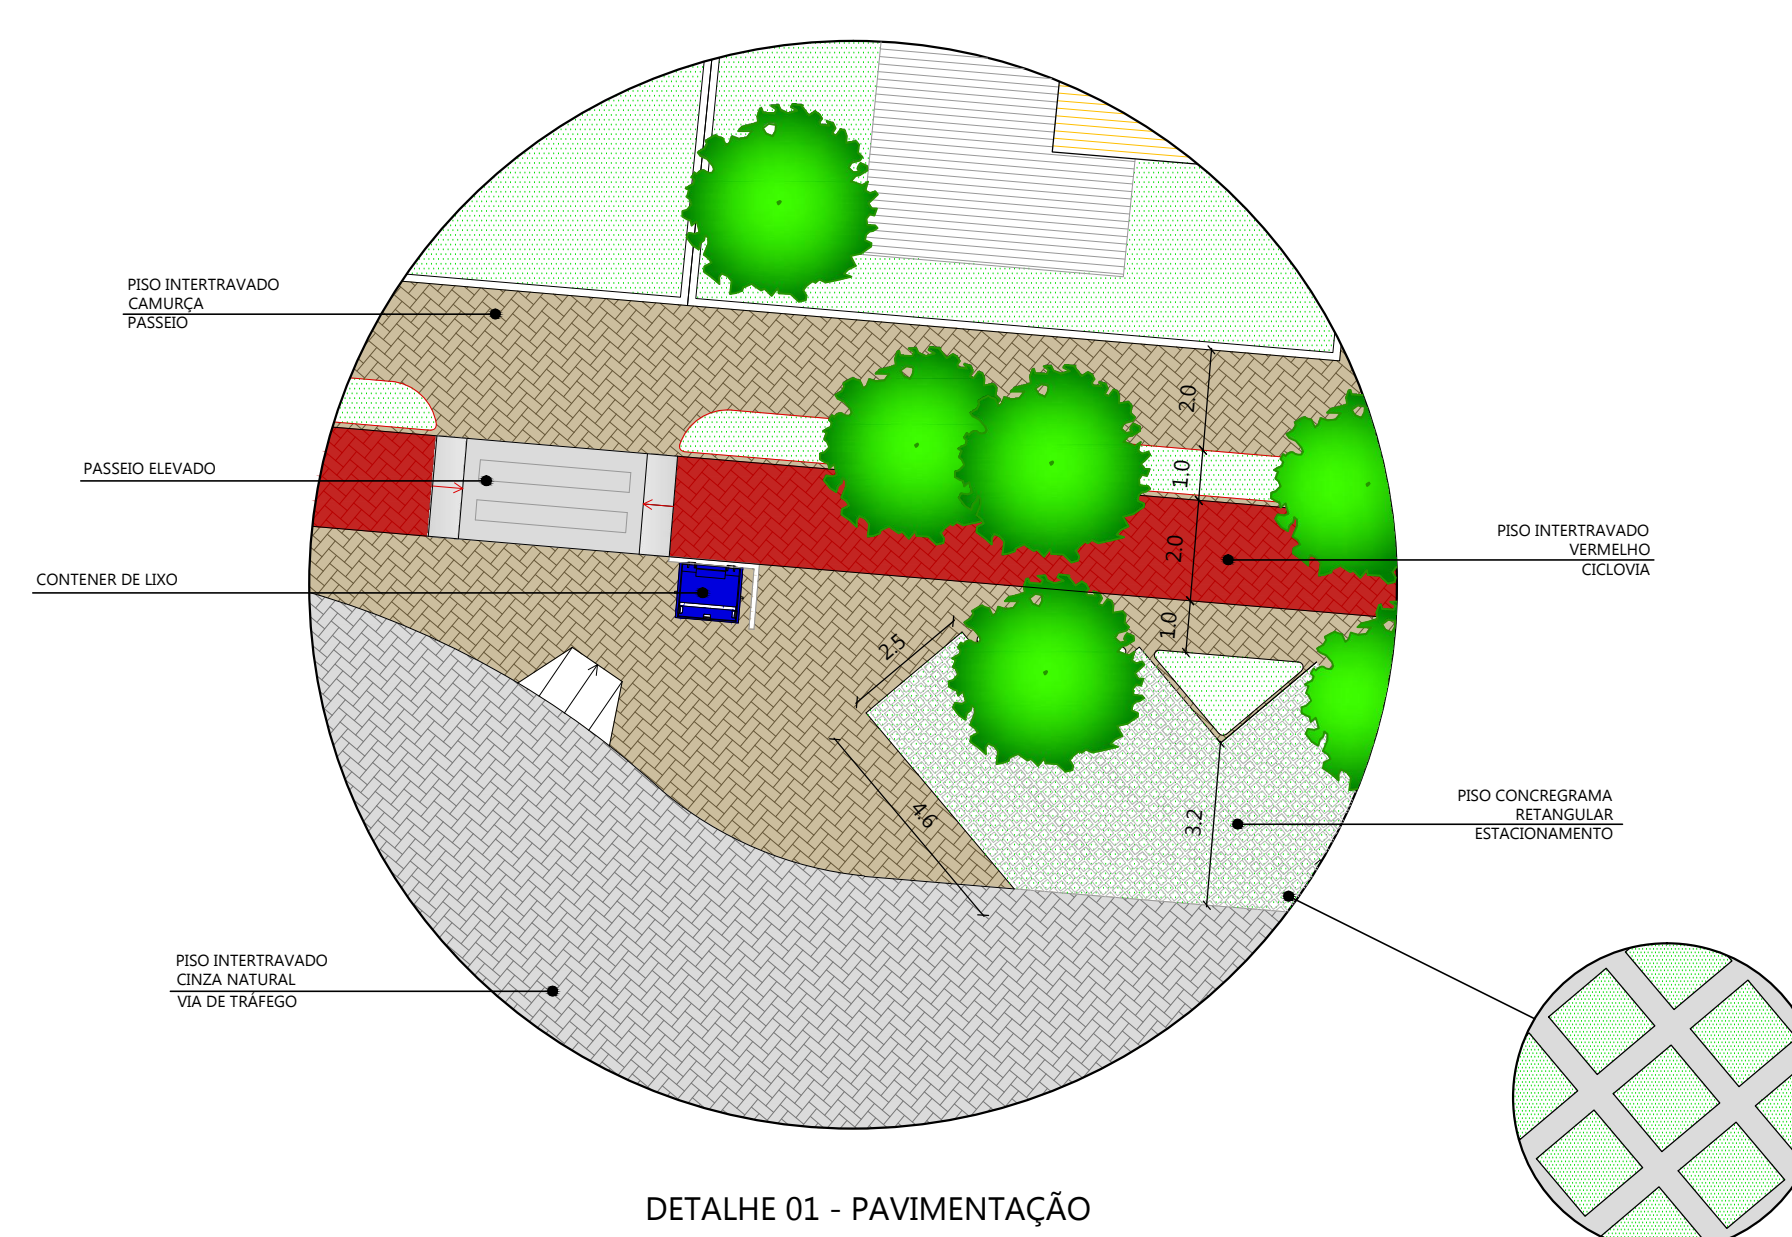 PISO INTERTRAVADO
CAMURÇA
PASSEIO
PASSEIO ELEVADO
CONTENER DE LIXO
PISO INTERTRAVADO
CINZA NATURAL
VIA DE TRÁFEGO
2.0
1.0
2.0
1.0
2.5
4.6
3.2
PISO INTERTRAVADO
VERMELHO
CICLOVIA
PISO CONCREGRAMA
RETANGULAR
ESTACIONAMENTO
DETALHE 01 - PAVIMENTAÇÃO